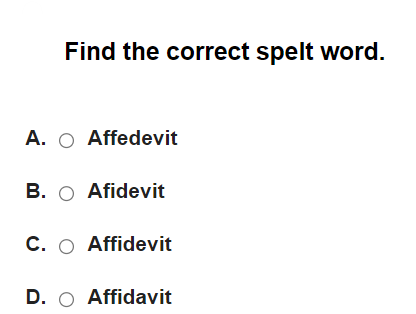 Find the correct spelt word.
A. Affedevit
B. Afidevit
C. Affidevit
D. Affidavit